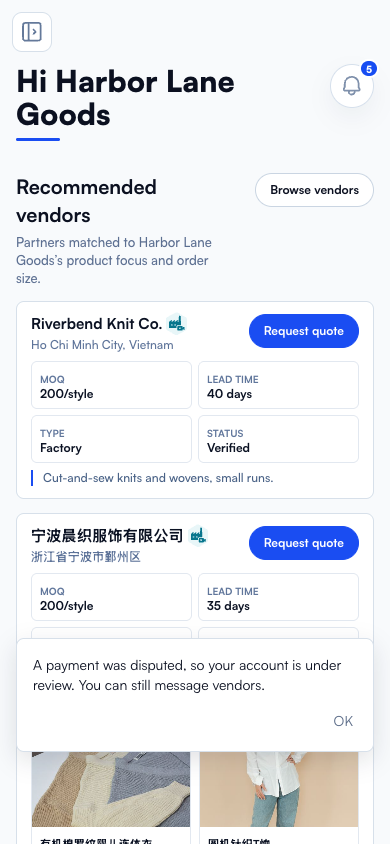 Hi Harbor Lane
Goods
5
Recommended
vendors
Browse vendors
Partners matched to Harbor Lane
Goods's product focus and order
size.
Riverbend Knit Co.
Ho Chi Minh City, Vietnam
Request quote
MOQ
200/style
LEAD TIME
40 days
TYPE
Factory
STATUS
Verified
Cut-and-sew knits and wovens, small runs.
宁波晨织服饰有限公司
浙江省宁波市鄞州区
Request quote
MOQ
200/style
LEAD TIME
35 days
A payment was disputed, so your account is under
review. You can still message vendors.
OK